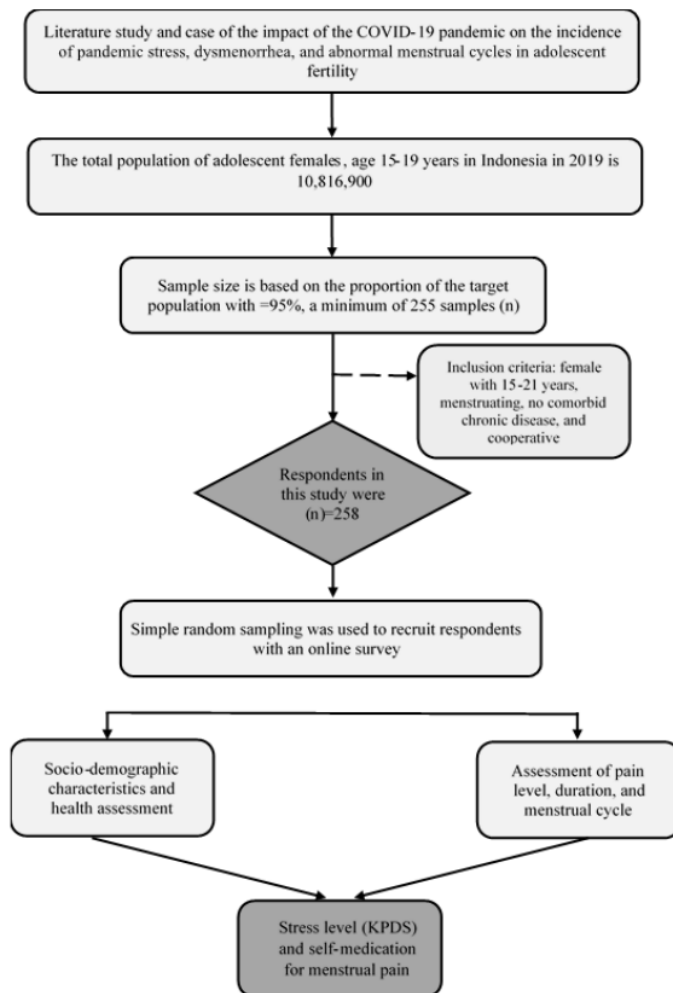 Literature study and case of the impact of the COVID-19 pandemic on the incidence
of pandemic stress, dysmenorrhea, and abnormal menstrual cycles in adolescent
fertility
The total population of adolescent females, age 15-19 years in Indonesia in 2019 is
10,816,900
Sample size is based on the proportion of the target
population with =95%, a minimum of 255 samples (n)
Inclusion criteria: female
with 15-21 years,
menstruating, no comorbid
chronic disease, and
cooperative
Respondents in
this study were
(n)=258
Simple random sampling was used to recruit respondents
with an online survey
Socio-demographic
characteristics and
health assessment
Assessment of pain
level, duration, and
menstrual cycle
Stress level (KPDS)
and self-medication
for menstrual pain